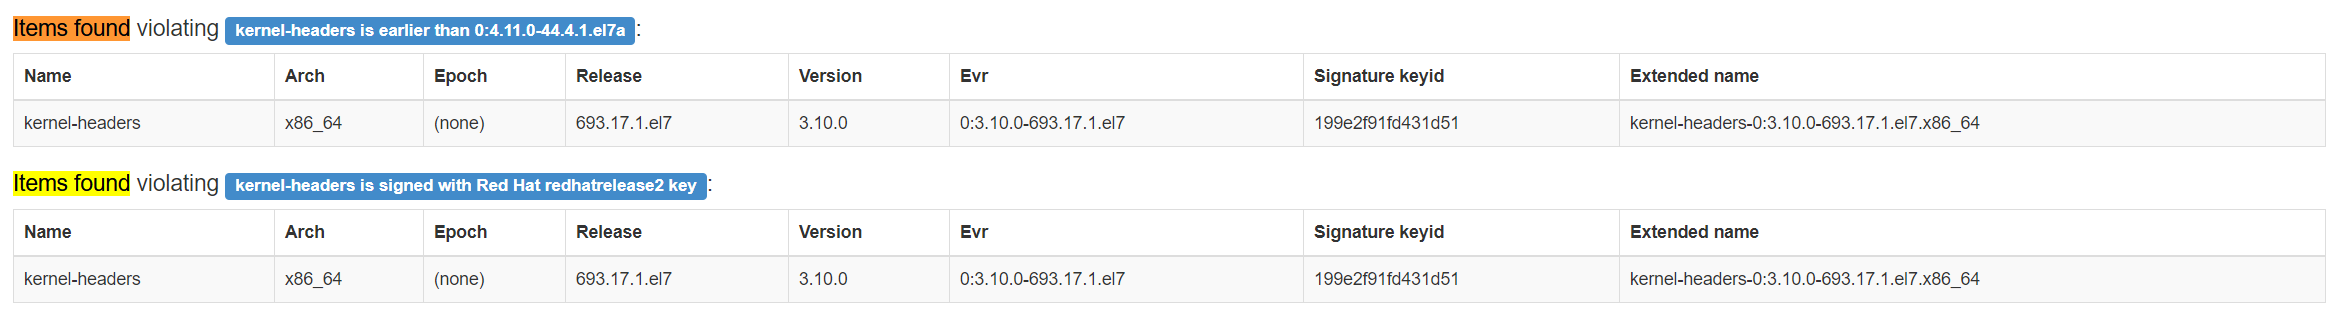 Items found violating kernel-headers is earlier than 0:4.11.0-44.4.1.el7a:
Name Arch Epoch Release Version Evr Signature keyid Extended name
kernel-headers x86_64 (none) 693.17.1.el7 3.10.0 0:3.10.0-693.17.1.el7 199e2f91fd431d51 kernel-headers-0:3.10.0-693.17.1.el7.x86_64
Items found violating kernel-headers is signed with Red Hat redhatrelease2 key:
Name Arch Epoch Release Version Evr Signature keyid Extended name
kernel-headers x86_64 (none) 693.17.1.el7 3.10.0 0:3.10.0-693.17.1.el7 199e2f91fd431d51 kernel-headers-0:3.10.0-693.17.1.el7.x86_64